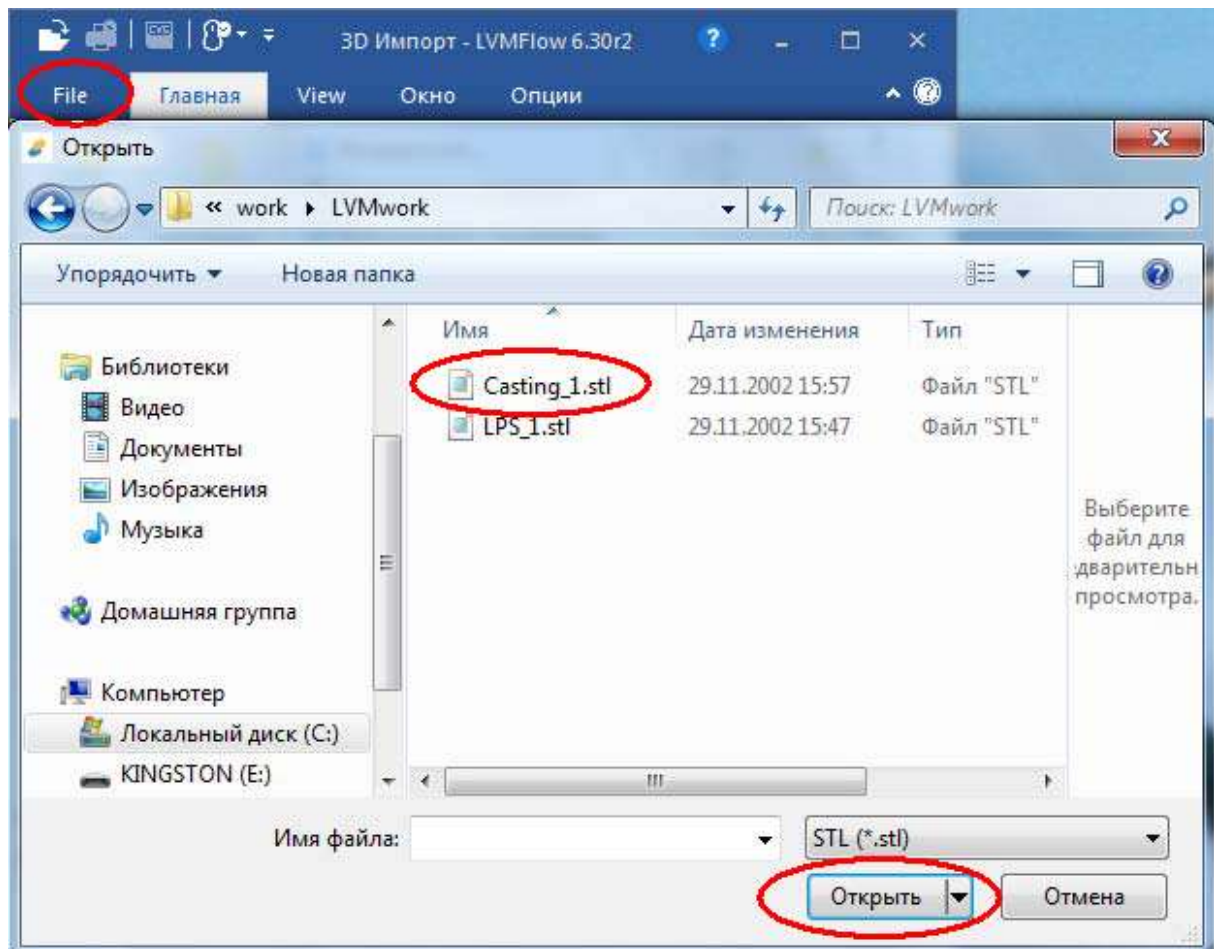 3D Импорт - LVMFlow 6.30r2
File Главная View Окно Опции
Открыть
« work LVMwork Поиск: LVMwork
Упорядочить Новая папка
Имя Дата изменения Тип
Библиотеки
Casting_1.stl 29.11.2002 15:57 Файл "STL"
Видео
LPS_1.stl 29.11.2002 15:47 Файл "STL"
Документы
Изображения
Музыка
Выберите
файл для
дварительн
просмотра.
Домашняя группа
Компьютер
Локальный диск (C:)
KINGSTON (E:)
Имя файла: STL (*.stl)
Открыть Отмена